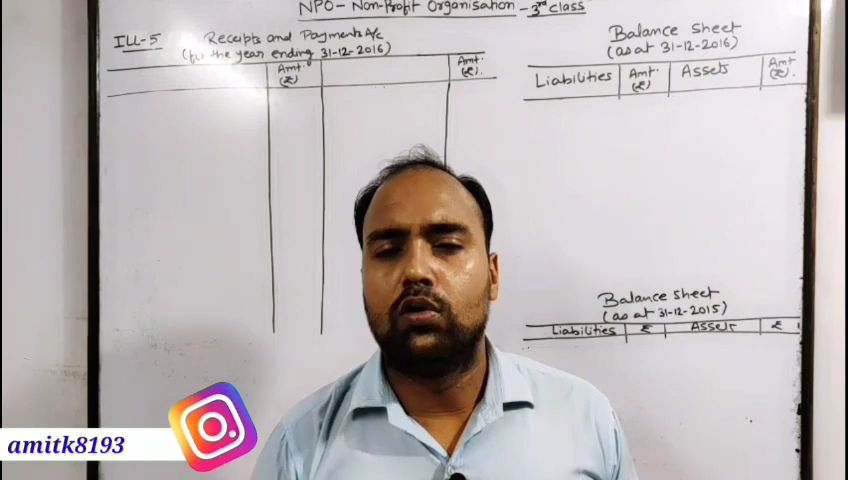 NPO - Non-Profit Organisation - 3rd class
ILL-5 Receipts and Payments A/c
(for the year ending 31-12-2016)
Amt (₹)
Amt (₹).
Balance sheet
(as at 31-12-2016)
Liabilities Amt (₹) Assets Amt (₹).
Balance sheet
(as at 31-12-2015)
Liabilities ₹ Assets ₹
amitk8193